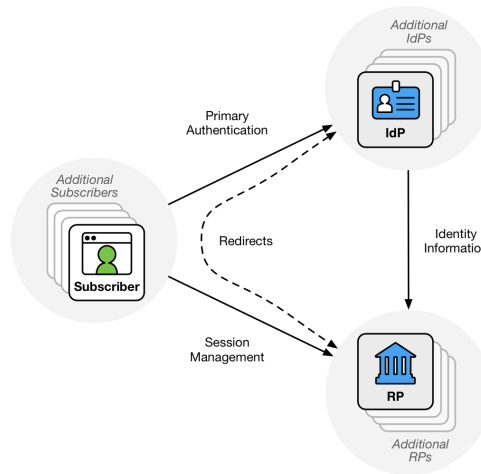 Additional
IdPs
IdP
Primary
Authentication
Additional
Subscribers
Subscriber
Redirects
Identity
Informatio
Session
Management
RP
Additional
RPs